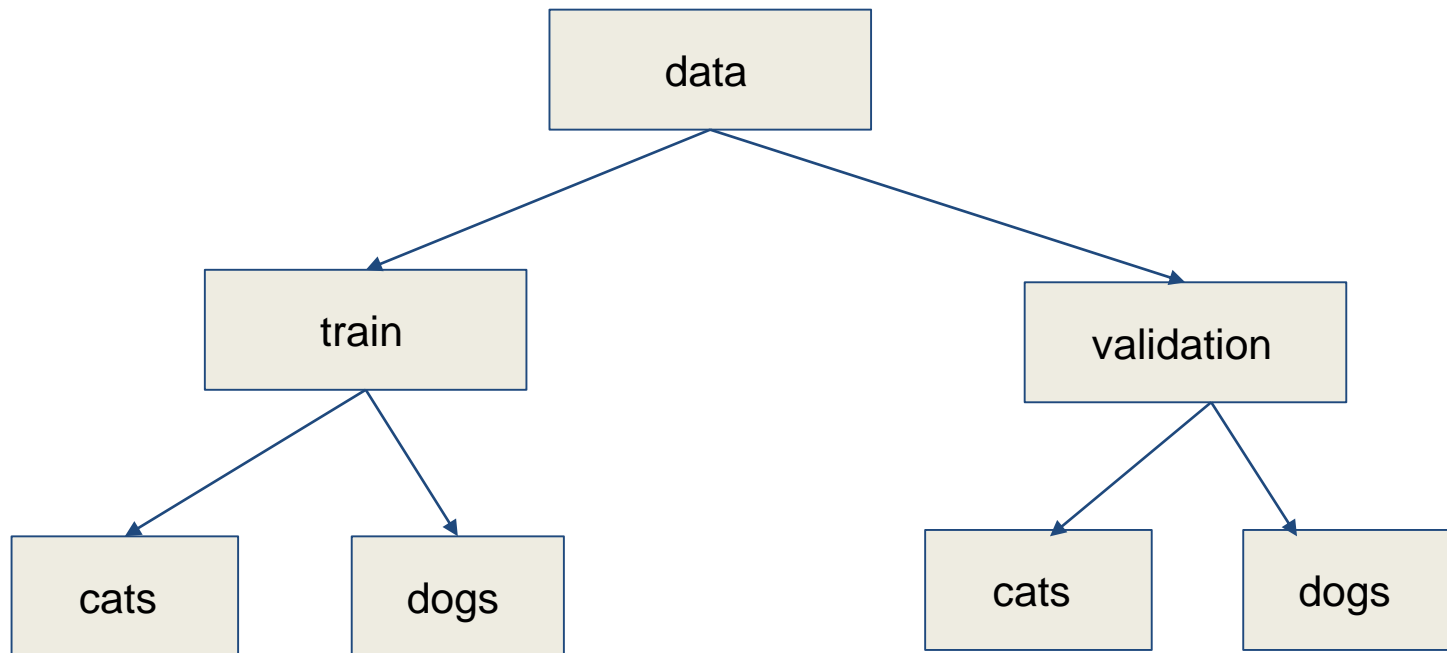 data
train
validation
cats
dogs
cats
dogs